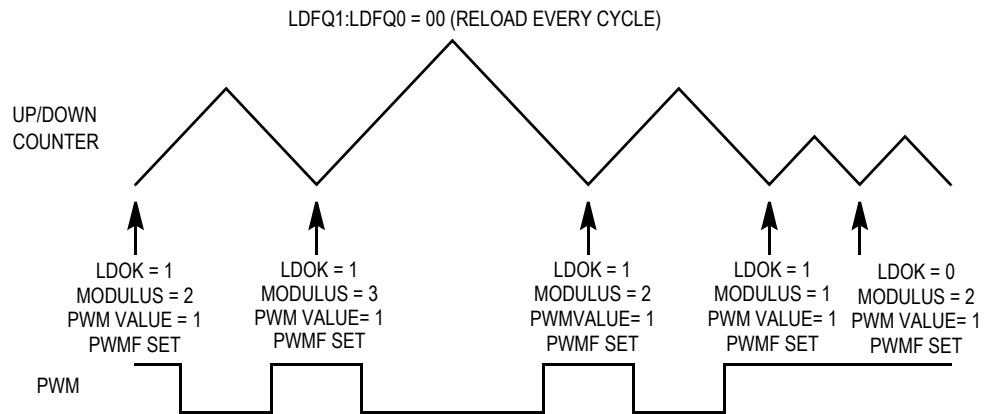 LDFQ1:LDFQ0 = 00 (RELOAD EVERY CYCLE)
UP/DOWN
COUNTER
LDOK = 1
MODULUS = 2
PWM VALUE = 1
PWMF SET
LDOK = 1
MODULUS = 3
PWM VALUE= 1
PWMF SET
LDOK = 1
MODULUS = 2
PWMVALUE= 1
PWMF SET
LDOK = 1
MODULUS = 1
PWM VALUE= 1
PWMF SET
LDOK = 0
MODULUS = 2
PWM VALUE= 1
PWMF SET
PWM